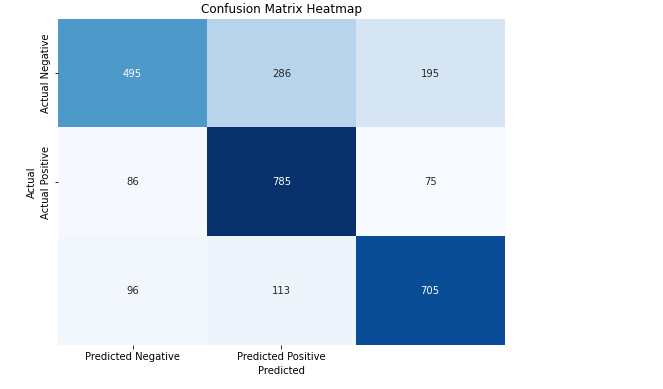 Confusion Matrix Heatmap
Actual Negative
495 286 195
Actual
Actual Positive
86 785 75
96 113 705
Predicted Negative Predicted Positive
Predicted